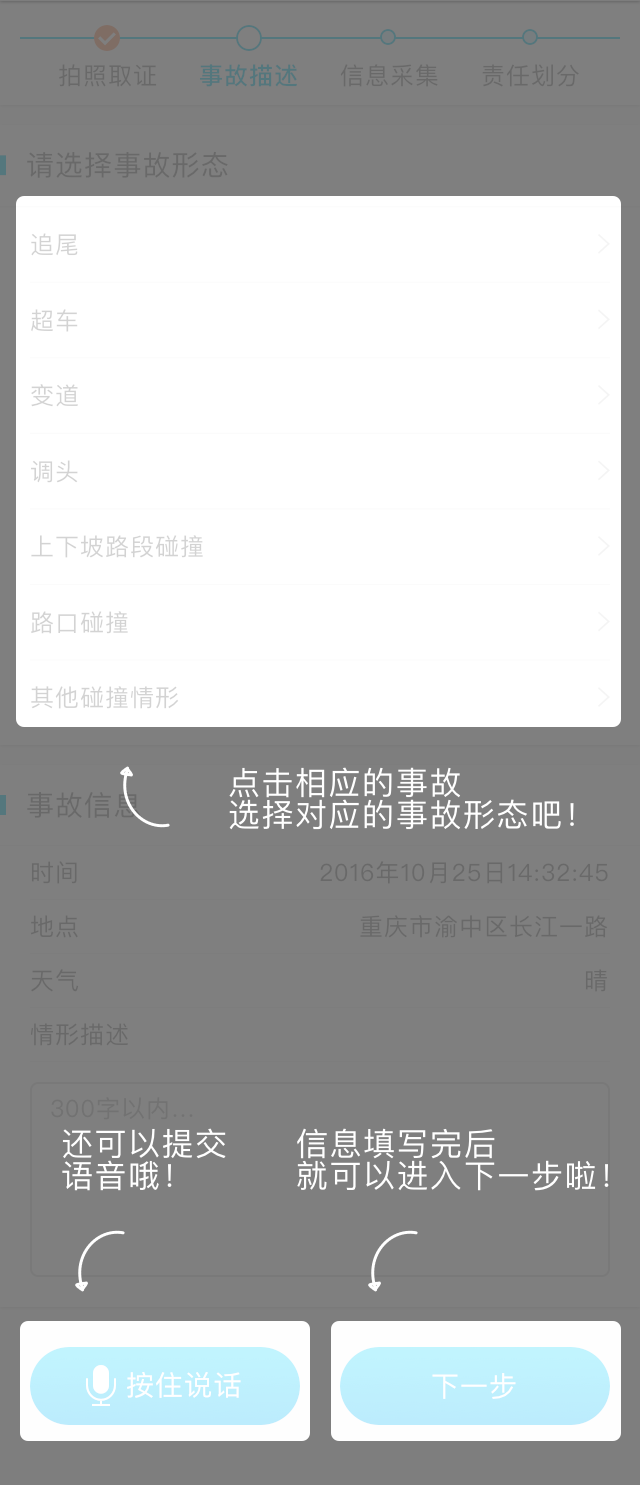 拍照取证 事故描述 信息采集 责任划分
请选择事故形态
追尾
超车
变道
调头
上下坡路段碰撞
路口碰撞
其他碰撞情形
点击相应的事故
选择对应的事故形态吧！
事故信息
时间 2016年10月25日14:32:45
地点 重庆市渝中区长江一路
天气 晴
情形描述
300字以内...
还可以提交
语音哦！
信息填写完后
就可以进入下一步啦！
按住说话 下一步